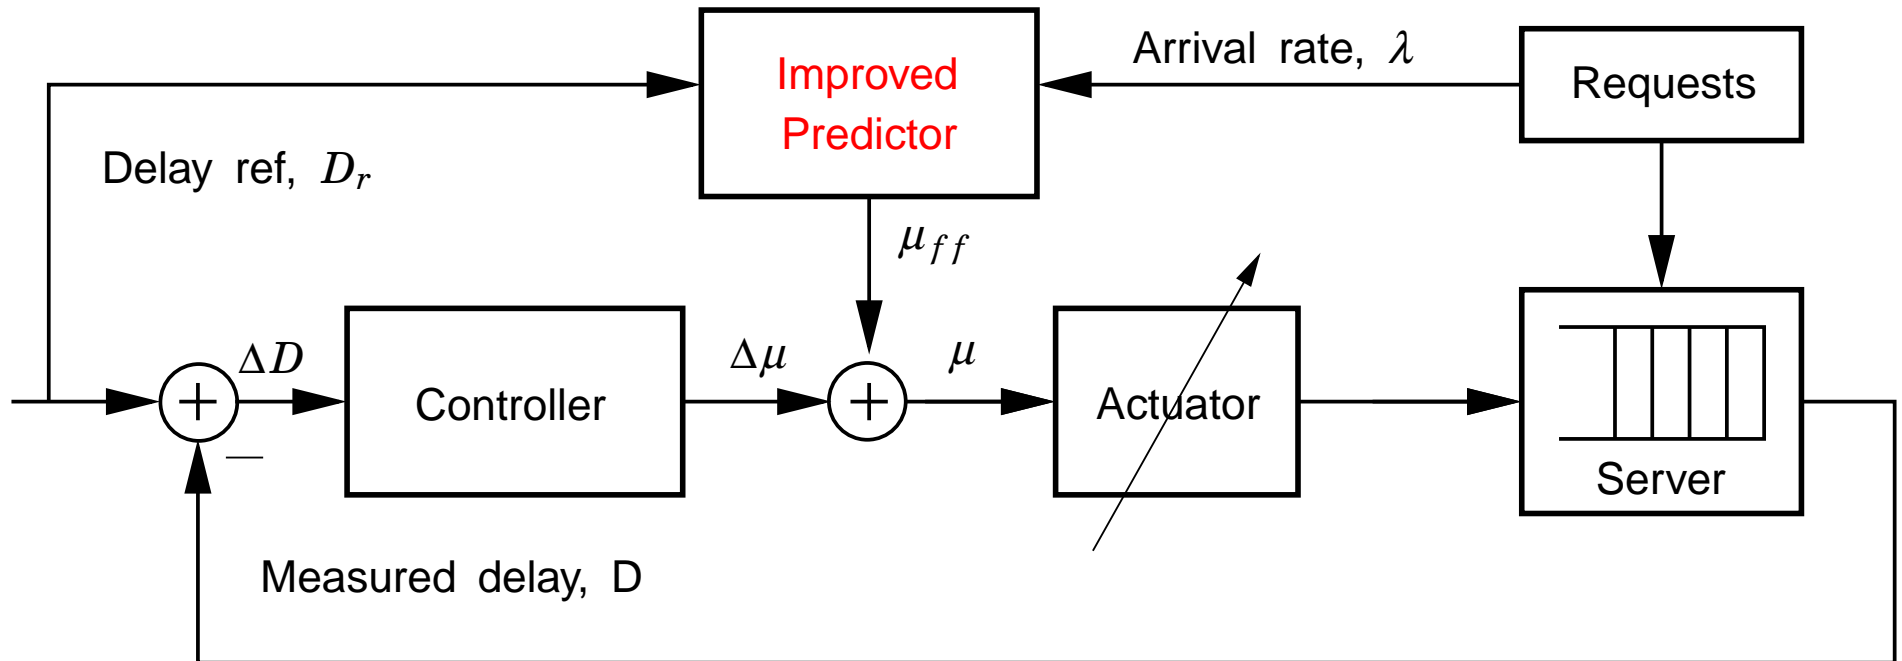 Arrival rate, λ
Improved
Predictor
Requests
Delay ref, D_r
μ_ff
ΔD
Δμ
μ
+
Controller
+
Actuator
−
Server
Measured delay, D